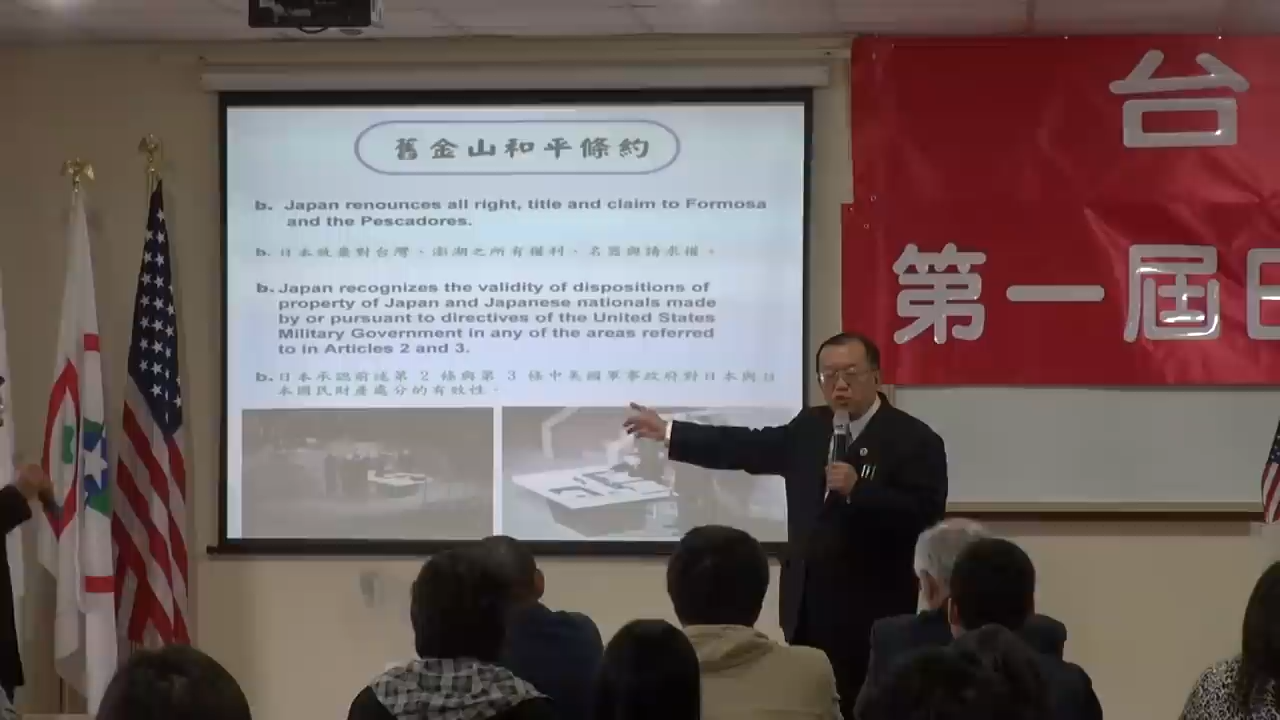 舊金山和平條約
b. Japan renounces all right, title and claim to Formosa
and the Pescadores.
b. 日本放棄對台灣、澎湖之所有權利、名器與請求權。
b. Japan recognizes the validity of dispositions of
property of Japan and Japanese nationals made
by or pursuant to directives of the United States
Military Government in any of the areas referred
to in Articles 2 and 3.
b. 日本承認前述第 2 條與第 3 條中美國軍事政府對日本與日
本國民財產處分的有效性。
台
第一屆日